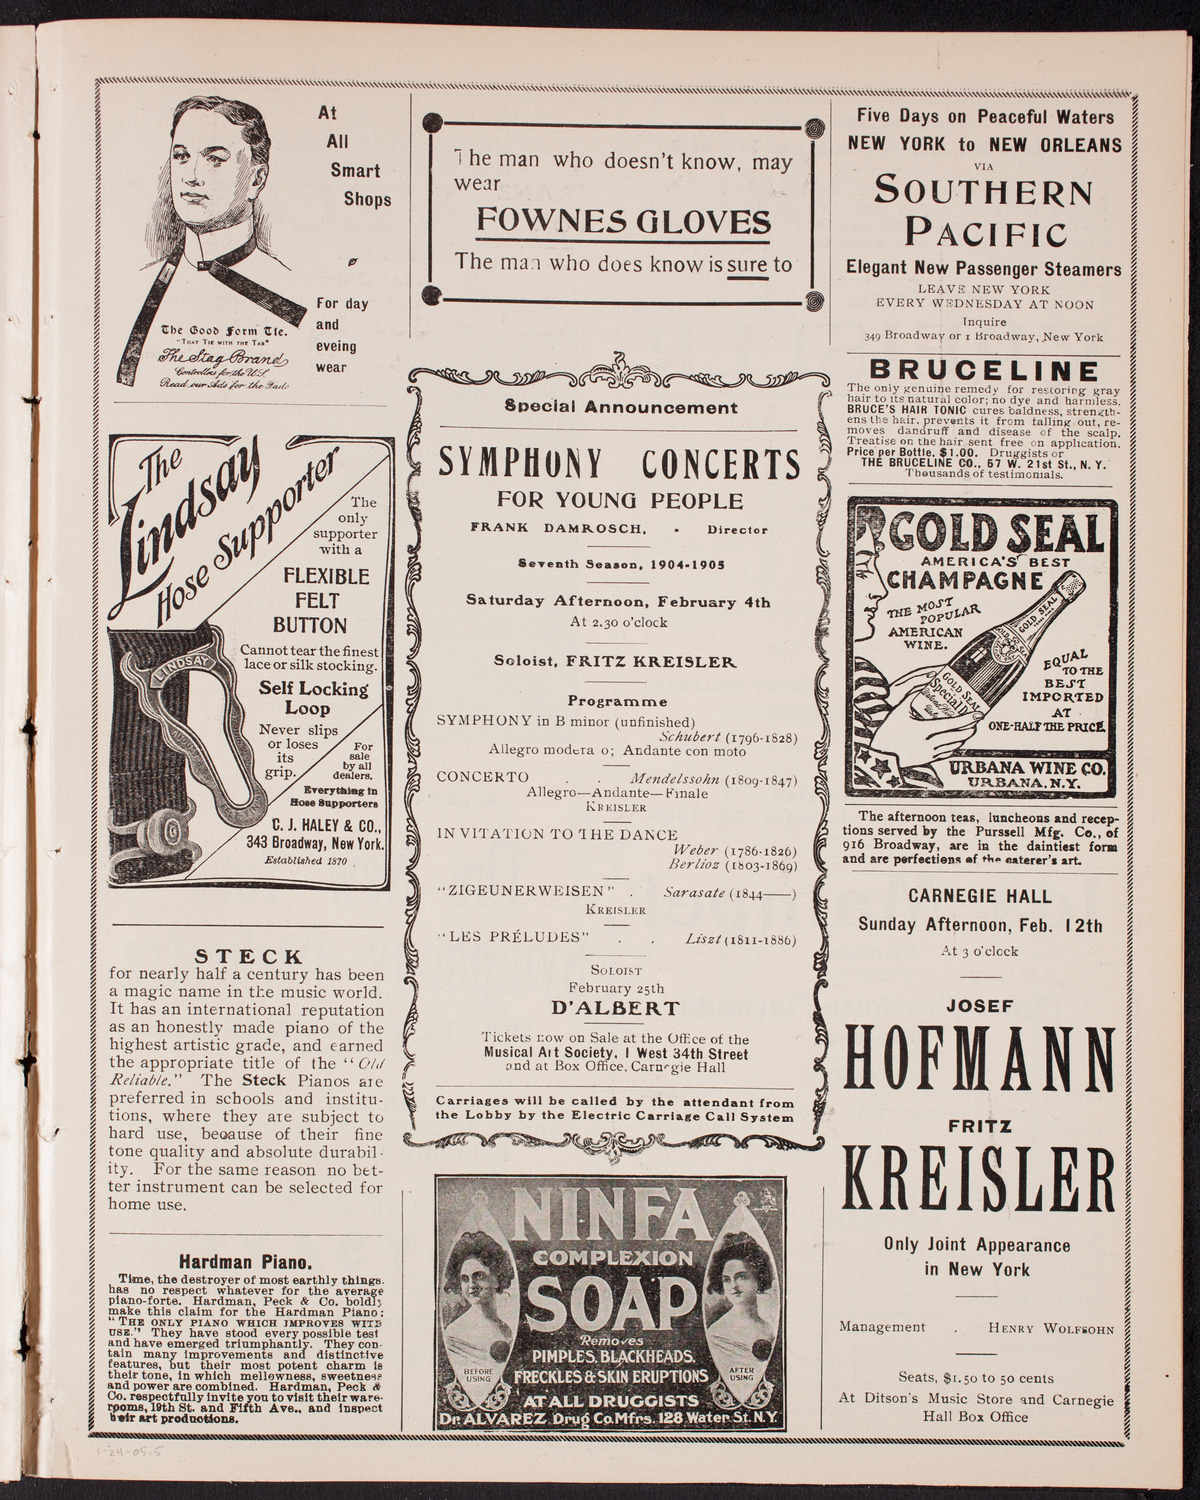 At
All
Smart
Shops
For day
and
eveing
wear
The Good Form Tie.
"THAT TIE WITH THE TAB"
The Stag Brand
Controllers for the U.S.
Read our Ads for the Fads
The
Lindsay
Hose Supporter
The
only
supporter
with a
FLEXIBLE
FELT
BUTTON
Cannot tear the finest
lace or silk stocking.
Self Locking
Loop
Never slips
or loses
its
grip.
For
sale
by all
dealers.
Everything in
Hose Supporters
LINDSAY
C. J. HALEY & CO.,
343 Broadway, New York.
Established 1870
STECK
for nearly half a century has been
a magic name in the music world.
It has an international reputation
as an honestly made piano of the
highest artistic grade, and earned
the appropriate title of the "Old
Reliable." The Steck Pianos are
preferred in schools and institu-
tions, where they are subject to
hard use, because of their fine
tone quality and absolute durabil-
ity. For the same reason no bet-
ter instrument can be selected for
home use.
Hardman Piano.
Time, the destroyer of most earthly things,
has no respect whatever for the average
piano-forte. Hardman, Peck & Co. boldly
make this claim for the Hardman Piano:
"THE ONLY PIANO WHICH IMPROVES WITH
USE." They have stood every possible test
and have emerged triumphantly. They con-
tain many improvements and distinctive
features, but their most potent charm is
their tone, in which mellowness, sweetness
and power are combined. Hardman, Peck &
Co. respectfully invite you to visit their ware-
rooms, 19th St. and Fifth Ave., and inspect
their art productions.
1-24-05.5
The man who doesn't know, may
wear
FOWNES GLOVES
The man who does know is sure to
Special Announcement
SYMPHONY CONCERTS
FOR YOUNG PEOPLE
FRANK DAMROSCH, - Director
Seventh Season, 1904-1905
Saturday Afternoon, February 4th
At 2.30 o'clock
Soloist, FRITZ KREISLER
Programme
SYMPHONY in B minor (unfinished)
Schubert (1796-1828)
Allegro modera o; Andante con moto
CONCERTO . . Mendelssohn (1809-1847)
Allegro—Andante—Finale
KREISLER
INVITATION TO THE DANCE
Weber (1786-1826)
Berlioz (1803-1869)
"ZIGEUNERWEISEN" . Sarasate (1844——)
KREISLER
"LES PRÉLUDES" . . Liszt (1811-1886)
SOLOIST
February 25th
D'ALBERT
Tickets now on Sale at the Office of the
Musical Art Society, 1 West 34th Street
and at Box Office, Carnegie Hall
Carriages will be called by the attendant from
the Lobby by the Electric Carriage Call System
NINFA
COMPLEXION
SOAP
Removes
PIMPLES, BLACKHEADS,
FRECKLES & SKIN ERUPTIONS
BEFORE
USING
AFTER
USING
AT ALL DRUGGISTS
Dr. ALVAREZ Drug Co. Mfrs. 128 Water St. N.Y.
Five Days on Peaceful Waters
NEW YORK to NEW ORLEANS
VIA
SOUTHERN
PACIFIC
Elegant New Passenger Steamers
LEAVE NEW YORK
EVERY WEDNESDAY AT NOON
Inquire
349 Broadway or 1 Broadway, New York
BRUCELINE
The only genuine remedy for restoring gray
hair to its natural color; no dye and harmless.
BRUCE'S HAIR TONIC cures baldness, strength-
ens the hair, prevents it from falling out, re-
moves dandruff and disease of the scalp.
Treatise on the hair sent free on application.
Price per Bottle, $1.00. Druggists or
THE BRUCELINE CO., 57 W. 21st St., N. Y.
Thousands of testimonials.
GOLD SEAL
AMERICA'S BEST
CHAMPAGNE
THE MOST
POPULAR
AMERICAN
WINE.
GOLD SEAL
GOLD SEAL
Special
EQUAL
TO THE
BEST
IMPORTED
AT
ONE-HALF THE PRICE.
URBANA WINE CO.
URBANA, N.Y.
The afternoon teas, luncheons and recep-
tions served by the Purssell Mfg. Co., of
916 Broadway, are in the daintiest form
and are perfections of the caterer's art.
CARNEGIE HALL
Sunday Afternoon, Feb. 12th
At 3 o'clock
JOSEF
HOFMANN
FRITZ
KREISLER
Only Joint Appearance
in New York
Management . HENRY WOLFSOHN
Seats, $1.50 to 50 cents
At Ditson's Music Store and Carnegie
Hall Box Office